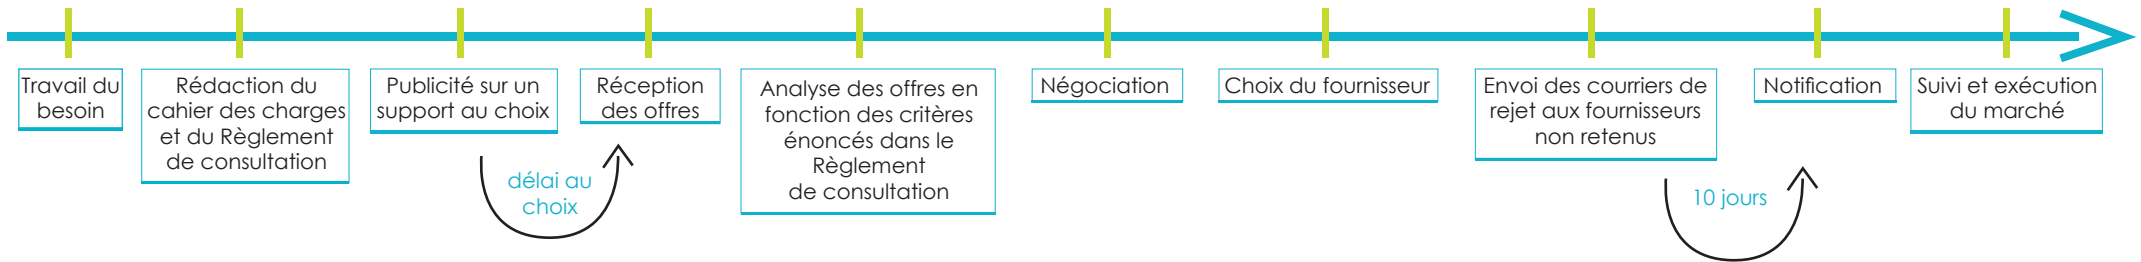 Travail du
besoin
Rédaction du
cahier des charges
et du Règlement
de consultation
Publicité sur un
support au choix
Réception
des offres
Analyse des offres en
fonction des critères
énoncés dans le
Règlement
de consultation
Négociation
Choix du fournisseur
Envoi des courriers de
rejet aux fournisseurs
non retenus
Notification
Suivi et exécution
du marché
délai au
choix
10 jours